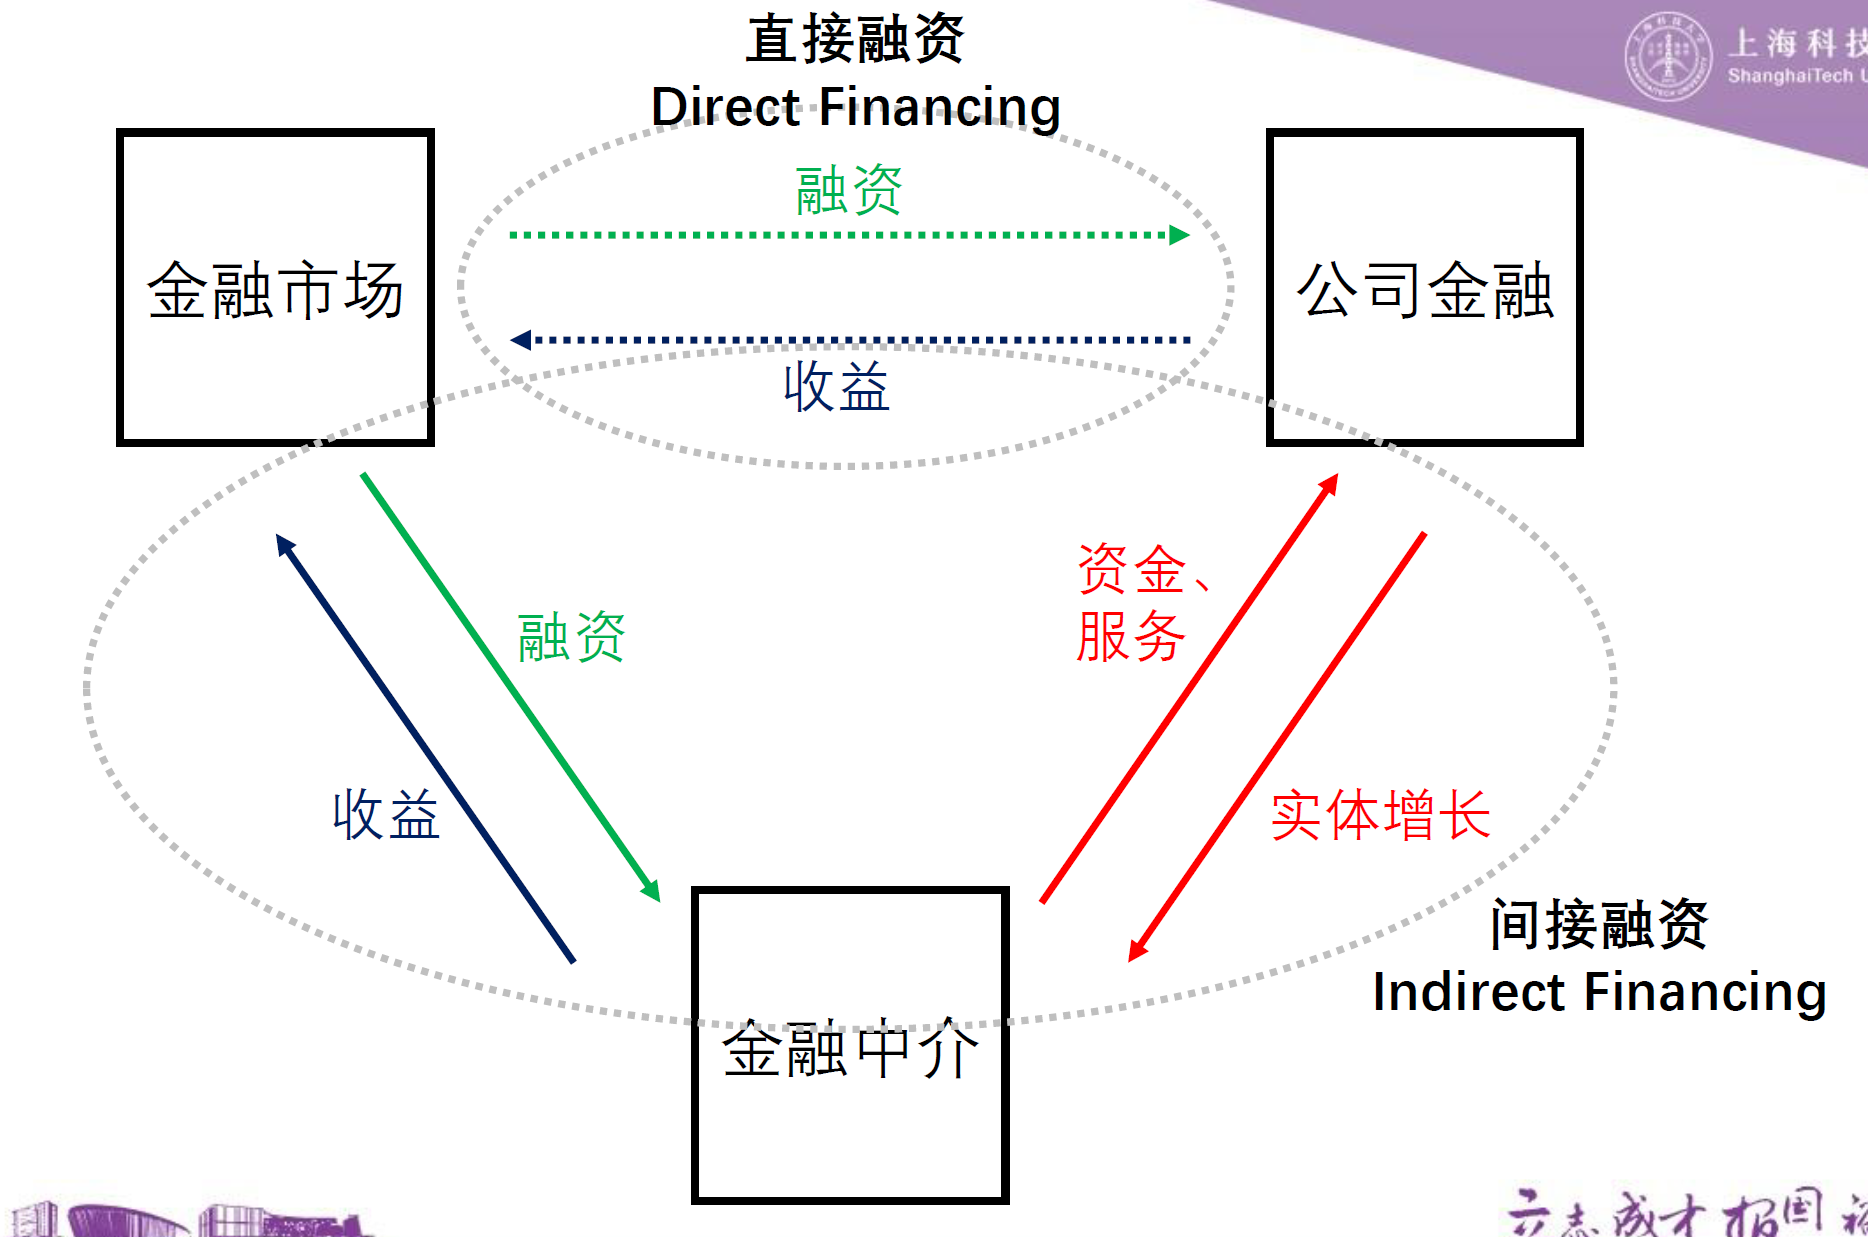 直接融资
Direct Financing
上海科技
ShanghaiTech U
融资
金融市场
公司金融
收益
资金、
服务
融资
收益
实体增长
间接融资
Indirect Financing
金融中介
立志成才报国裕